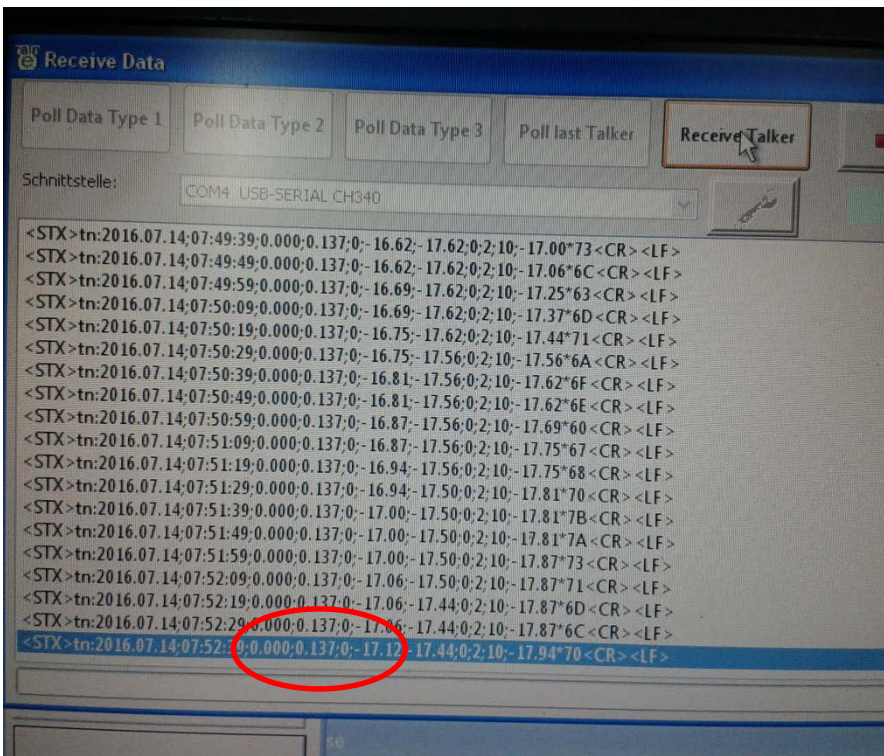 Receive Data
Poll Data Type 1 Poll Data Type 2 Poll Data Type 3 Poll last Talker Receive Talker
Schnittstelle: COM4 USB-SERIAL CH340
<STX>tn:2016.07.14;07:49:39;0.000;0.137;0;-16.62;-17.62;0;2;10;-17.00*73<CR><LF>
<STX>tn:2016.07.14;07:49:49;0.000;0.137;0;-16.62;-17.62;0;2;10;-17.06*6C<CR><LF>
<STX>tn:2016.07.14;07:49:59;0.000;0.137;0;-16.69;-17.62;0;2;10;-17.25*63<CR><LF>
<STX>tn:2016.07.14;07:50:09;0.000;0.137;0;-16.69;-17.62;0;2;10;-17.37*6D<CR><LF>
<STX>tn:2016.07.14;07:50:19;0.000;0.137;0;-16.75;-17.62;0;2;10;-17.44*71<CR><LF>
<STX>tn:2016.07.14;07:50:29;0.000;0.137;0;-16.75;-17.56;0;2;10;-17.56*6A<CR><LF>
<STX>tn:2016.07.14;07:50:39;0.000;0.137;0;-16.81;-17.56;0;2;10;-17.62*6F<CR><LF>
<STX>tn:2016.07.14;07:50:49;0.000;0.137;0;-16.81;-17.56;0;2;10;-17.62*6E<CR><LF>
<STX>tn:2016.07.14;07:50:59;0.000;0.137;0;-16.87;-17.56;0;2;10;-17.69*60<CR><LF>
<STX>tn:2016.07.14;07:51:09;0.000;0.137;0;-16.87;-17.56;0;2;10;-17.75*67<CR><LF>
<STX>tn:2016.07.14;07:51:19;0.000;0.137;0;-16.94;-17.56;0;2;10;-17.75*68<CR><LF>
<STX>tn:2016.07.14;07:51:29;0.000;0.137;0;-16.94;-17.50;0;2;10;-17.81*70<CR><LF>
<STX>tn:2016.07.14;07:51:39;0.000;0.137;0;-17.00;-17.50;0;2;10;-17.81*7B<CR><LF>
<STX>tn:2016.07.14;07:51:49;0.000;0.137;0;-17.00;-17.50;0;2;10;-17.81*7A<CR><LF>
<STX>tn:2016.07.14;07:51:59;0.000;0.137;0;-17.00;-17.50;0;2;10;-17.87*73<CR><LF>
<STX>tn:2016.07.14;07:52:09;0.000;0.137;0;-17.06;-17.50;0;2;10;-17.87*71<CR><LF>
<STX>tn:2016.07.14;07:52:19;0.000;0.137;0;-17.06;-17.44;0;2;10;-17.87*6D<CR><LF>
<STX>tn:2016.07.14;07:52:29;0.000;0.137;0;-17.06;-17.44;0;2;10;-17.87*6C<CR><LF>
<STX>tn:2016.07.14;07:52:39;0.000;0.137;0;-17.12;-17.44;0;2;10;-17.94*70<CR><LF>
se